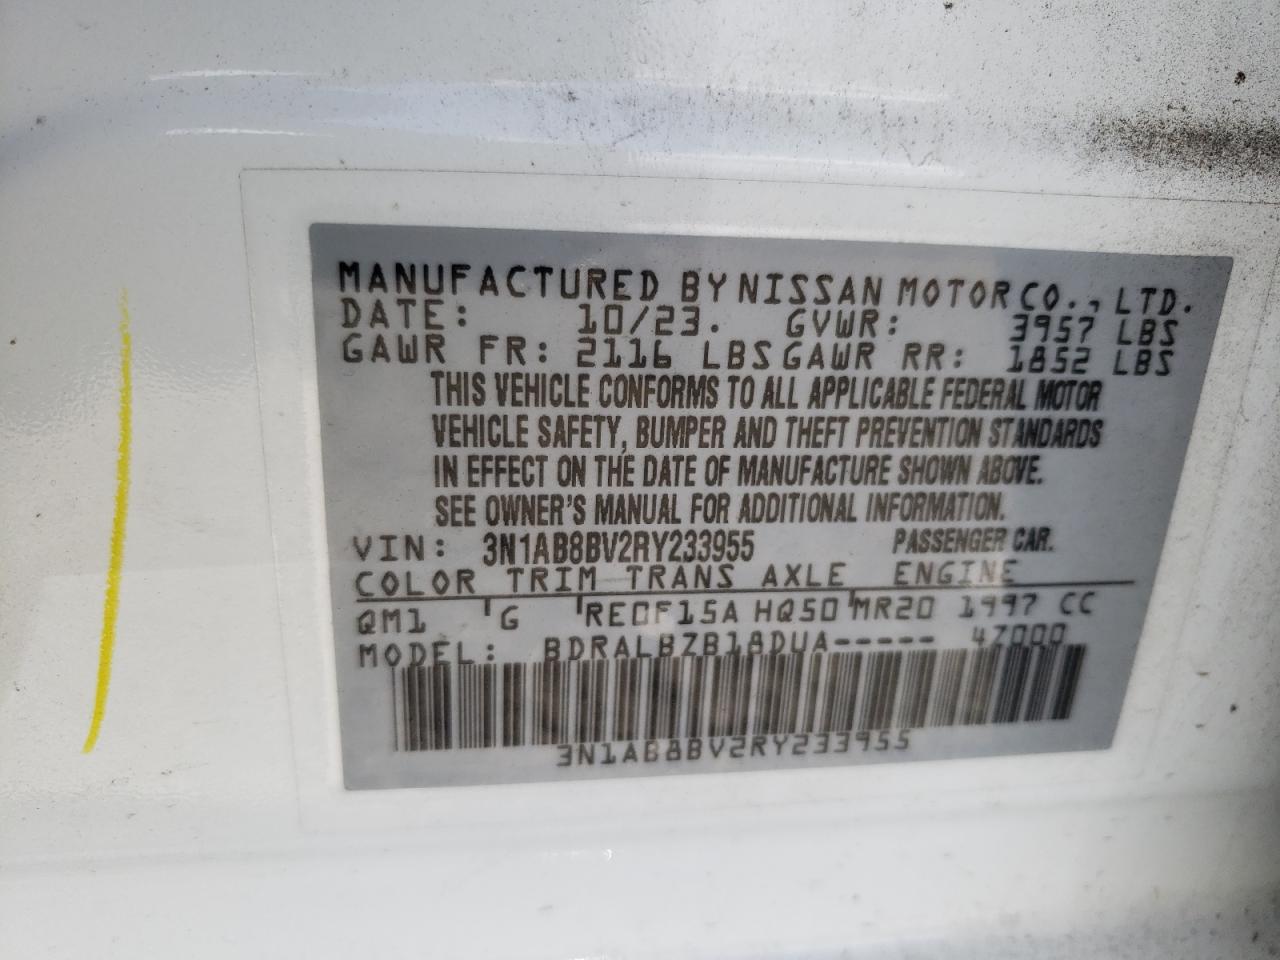 MANUFACTURED BY NISSAN MOTOR CO., LTD.
DATE: 10/23. GVWR: 3957 LBS
GAWR FR: 2116 LBS GAWR RR: 1852 LBS
THIS VEHICLE CONFORMS TO ALL APPLICABLE FEDERAL MOTOR
VEHICLE SAFETY, BUMPER AND THEFT PREVENTION STANDARDS
IN EFFECT ON THE DATE OF MANUFACTURE SHOWN ABOVE.
SEE OWNER'S MANUAL FOR ADDITIONAL INFORMATION.
VIN: 3N1AB8BV2RY233955 PASSENGER CAR.
COLOR TRIM TRANS AXLE ENGINE
QM1 G RE0F15A HQ50 MR20 1997 CC
MODEL: BDRALBZB18DUA----- 47000
3N1AB8BV2RY233955